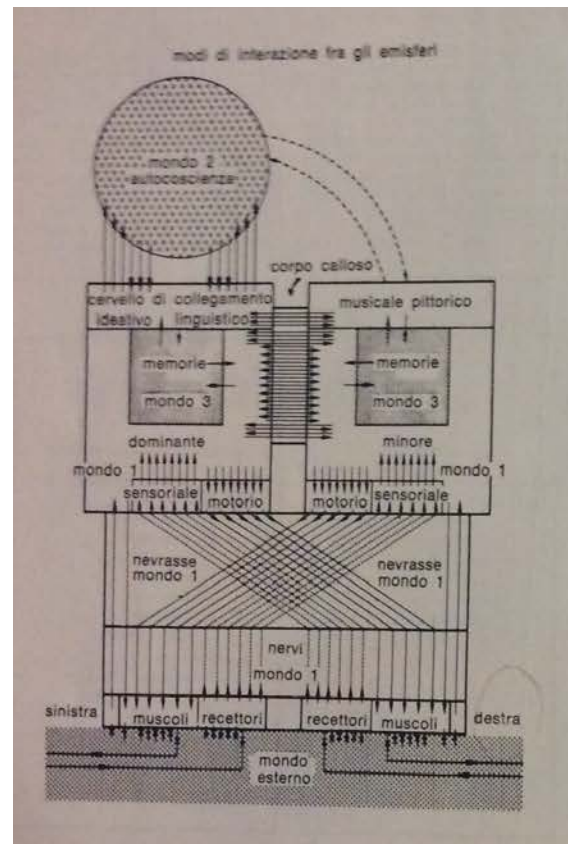 modi di interazione fra gli emisferi
mondo 2
autocoscienza
corpo calloso
cervello di collegamento
ideativo linguistico
musicale pittorico
memorie
mondo 3
memorie
mondo 3
dominante
minore
mondo 1
mondo 1
sensoriale
motorio
motorio
sensoriale
nevrasse
mondo 1
nevrasse
mondo 1
nervi
mondo 1
sinistra
muscoli
recettori
recettori
muscoli
destra
mondo
esterno